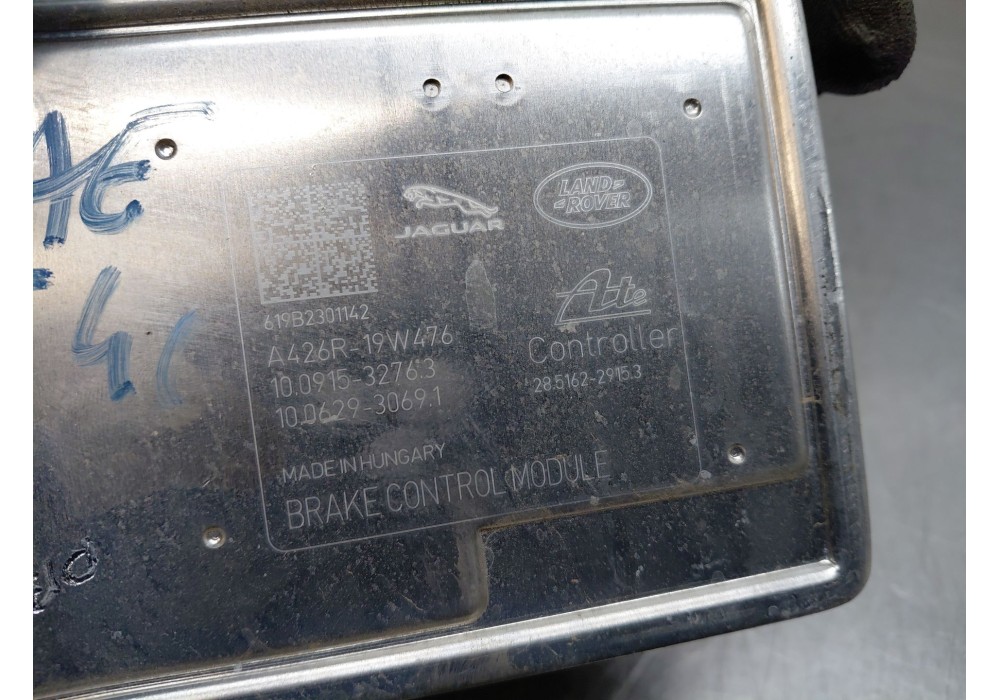 JAGUAR
LAND
ROVER
619B2301142
A426R-19W476
10.0915-3276.3
10.0629-3069.1
Ate
Controller
28.5162-2915.3
MADE IN HUNGARY
BRAKE CONTROL MODULE